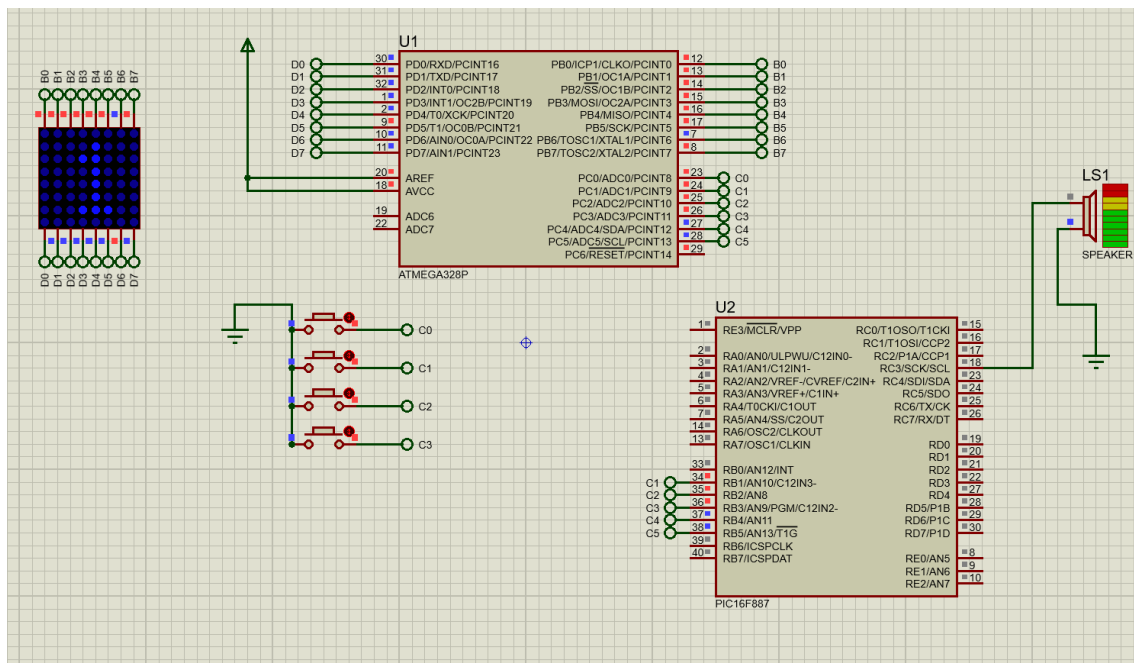 B0 B1 B2 B3 B4 B5 B6 B7
D0 D1 D2 D3 D4 D5 D6 D7
U1
D0 30 PD0/RXD/PCINT16 PB0/ICP1/CLKO/PCINT0 12 B0
D1 31 PD1/TXD/PCINT17 PB1/OC1A/PCINT1 13 B1
D2 32 PD2/INT0/PCINT18 PB2/SS/OC1B/PCINT2 14 B2
D3 1 PD3/INT1/OC2B/PCINT19 PB3/MOSI/OC2A/PCINT3 15 B3
D4 2 PD4/T0/XCK/PCINT20 PB4/MISO/PCINT4 16 B4
D5 9 PD5/T1/OC0B/PCINT21 PB5/SCK/PCINT5 17 B5
D6 10 PD6/AIN0/OC0A/PCINT22 PB6/TOSC1/XTAL1/PCINT6 7 B6
D7 11 PD7/AIN1/PCINT23 PB7/TOSC2/XTAL2/PCINT7 8 B7
20 AREF PC0/ADC0/PCINT8 23 C0
18 AVCC PC1/ADC1/PCINT9 24 C1
PC2/ADC2/PCINT10 25 C2
19 ADC6 PC3/ADC3/PCINT11 26 C3
22 ADC7 PC4/ADC4/SDA/PCINT12 27 C4
PC5/ADC5/SCL/PCINT13 28 C5
PC6/RESET/PCINT14 29
ATMEGA328P
LS1
SPEAKER
C0
C1
C2
C3
U2
1 RE3/MCLR/VPP RC0/T1OSO/T1CKI 15
RC1/T1OSI/CCP2 16
2 RA0/AN0/ULPWU/C12IN0- RC2/P1A/CCP1 17
3 RA1/AN1/C12IN1- RC3/SCK/SCL 18
4 RA2/AN2/VREF-/CVREF/C2IN+ RC4/SDI/SDA 23
5 RA3/AN3/VREF+/C1IN+ RC5/SDO 24
6 RA4/T0CKI/C1OUT RC6/TX/CK 25
7 RA5/AN4/SS/C2OUT RC7/RX/DT 26
14 RA6/OSC2/CLKOUT
13 RA7/OSC1/CLKIN RD0 19
RD1 20
33 RB0/AN12/INT RD2 21
C1 34 RB1/AN10/C12IN3- RD3 22
C2 35 RB2/AN8 RD4 27
C3 36 RB3/AN9/PGM/C12IN2- RD5/P1B 28
C4 37 RB4/AN11 RD6/P1C 29
C5 38 RB5/AN13/T1G RD7/P1D 30
39 RB6/ICSPCLK
40 RB7/ICSPDAT RE0/AN5 8
RE1/AN6 9
RE2/AN7 10
PIC16F887